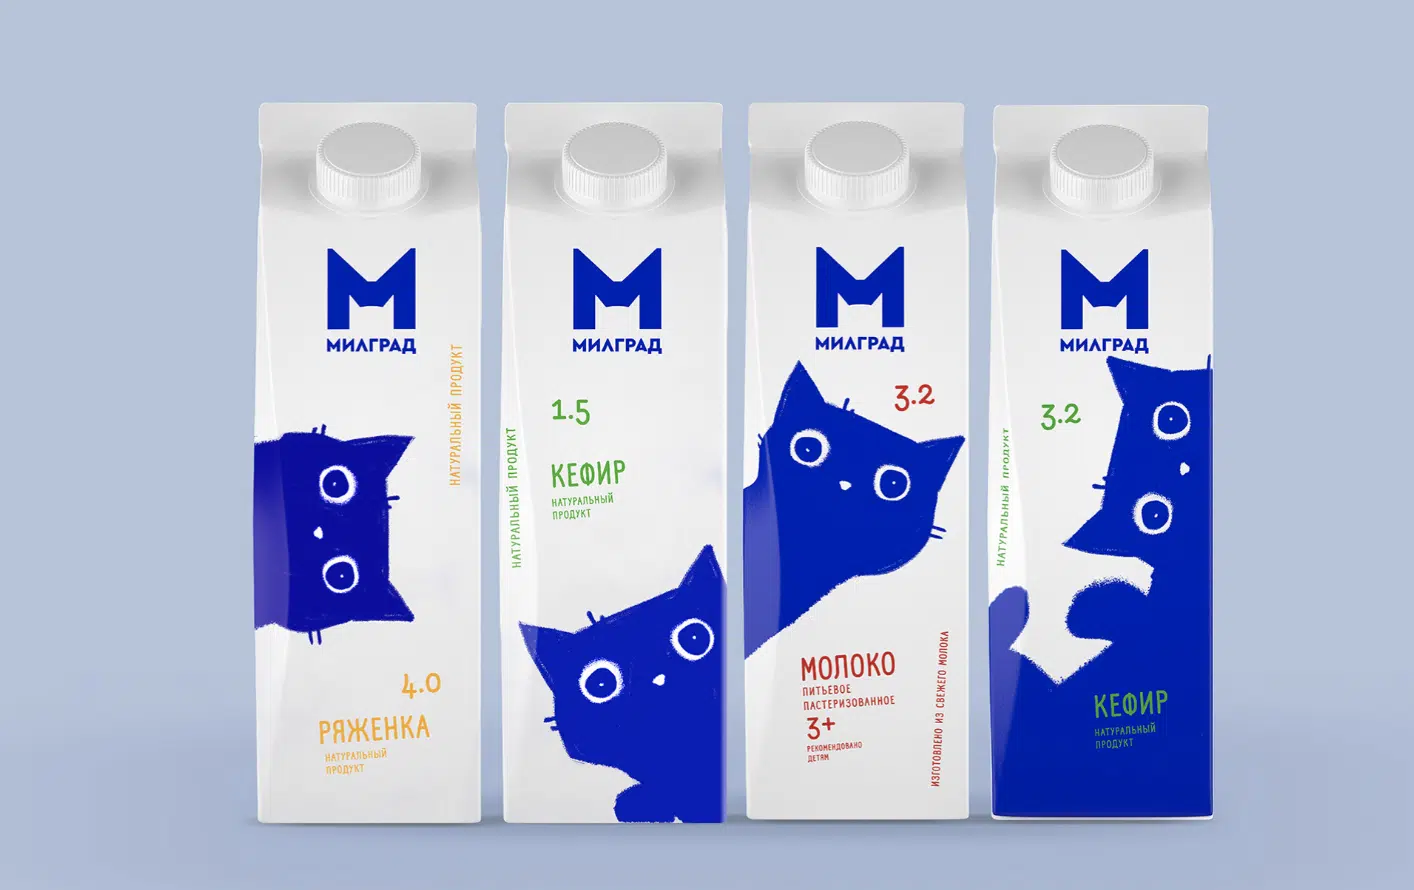 М
МИЛГРАД
НАТУРАЛЬНЫЙ ПРОДУКТ
4.0
РЯЖЕНКА
НАТУРАЛЬНЫЙ
ПРОДУКТ
М
МИЛГРАД
1.5
КЕФИР
НАТУРАЛЬНЫЙ
ПРОДУКТ
НАТУРАЛЬНЫЙ ПРОДУКТ
М
МИЛГРАД
3.2
МОЛОКО
ПИТЬЕВОЕ
ПАСТЕРИЗОВАННОЕ
3+
РЕКОМЕНДОВАНО
ДЕТЯМ
ИЗГОТОВЛЕНО ИЗ СВЕЖЕГО МОЛОКА
М
МИЛГРАД
3.2
НАТУРАЛЬНЫЙ ПРОДУКТ
КЕФИР
НАТУРАЛЬНЫЙ
ПРОДУКТ